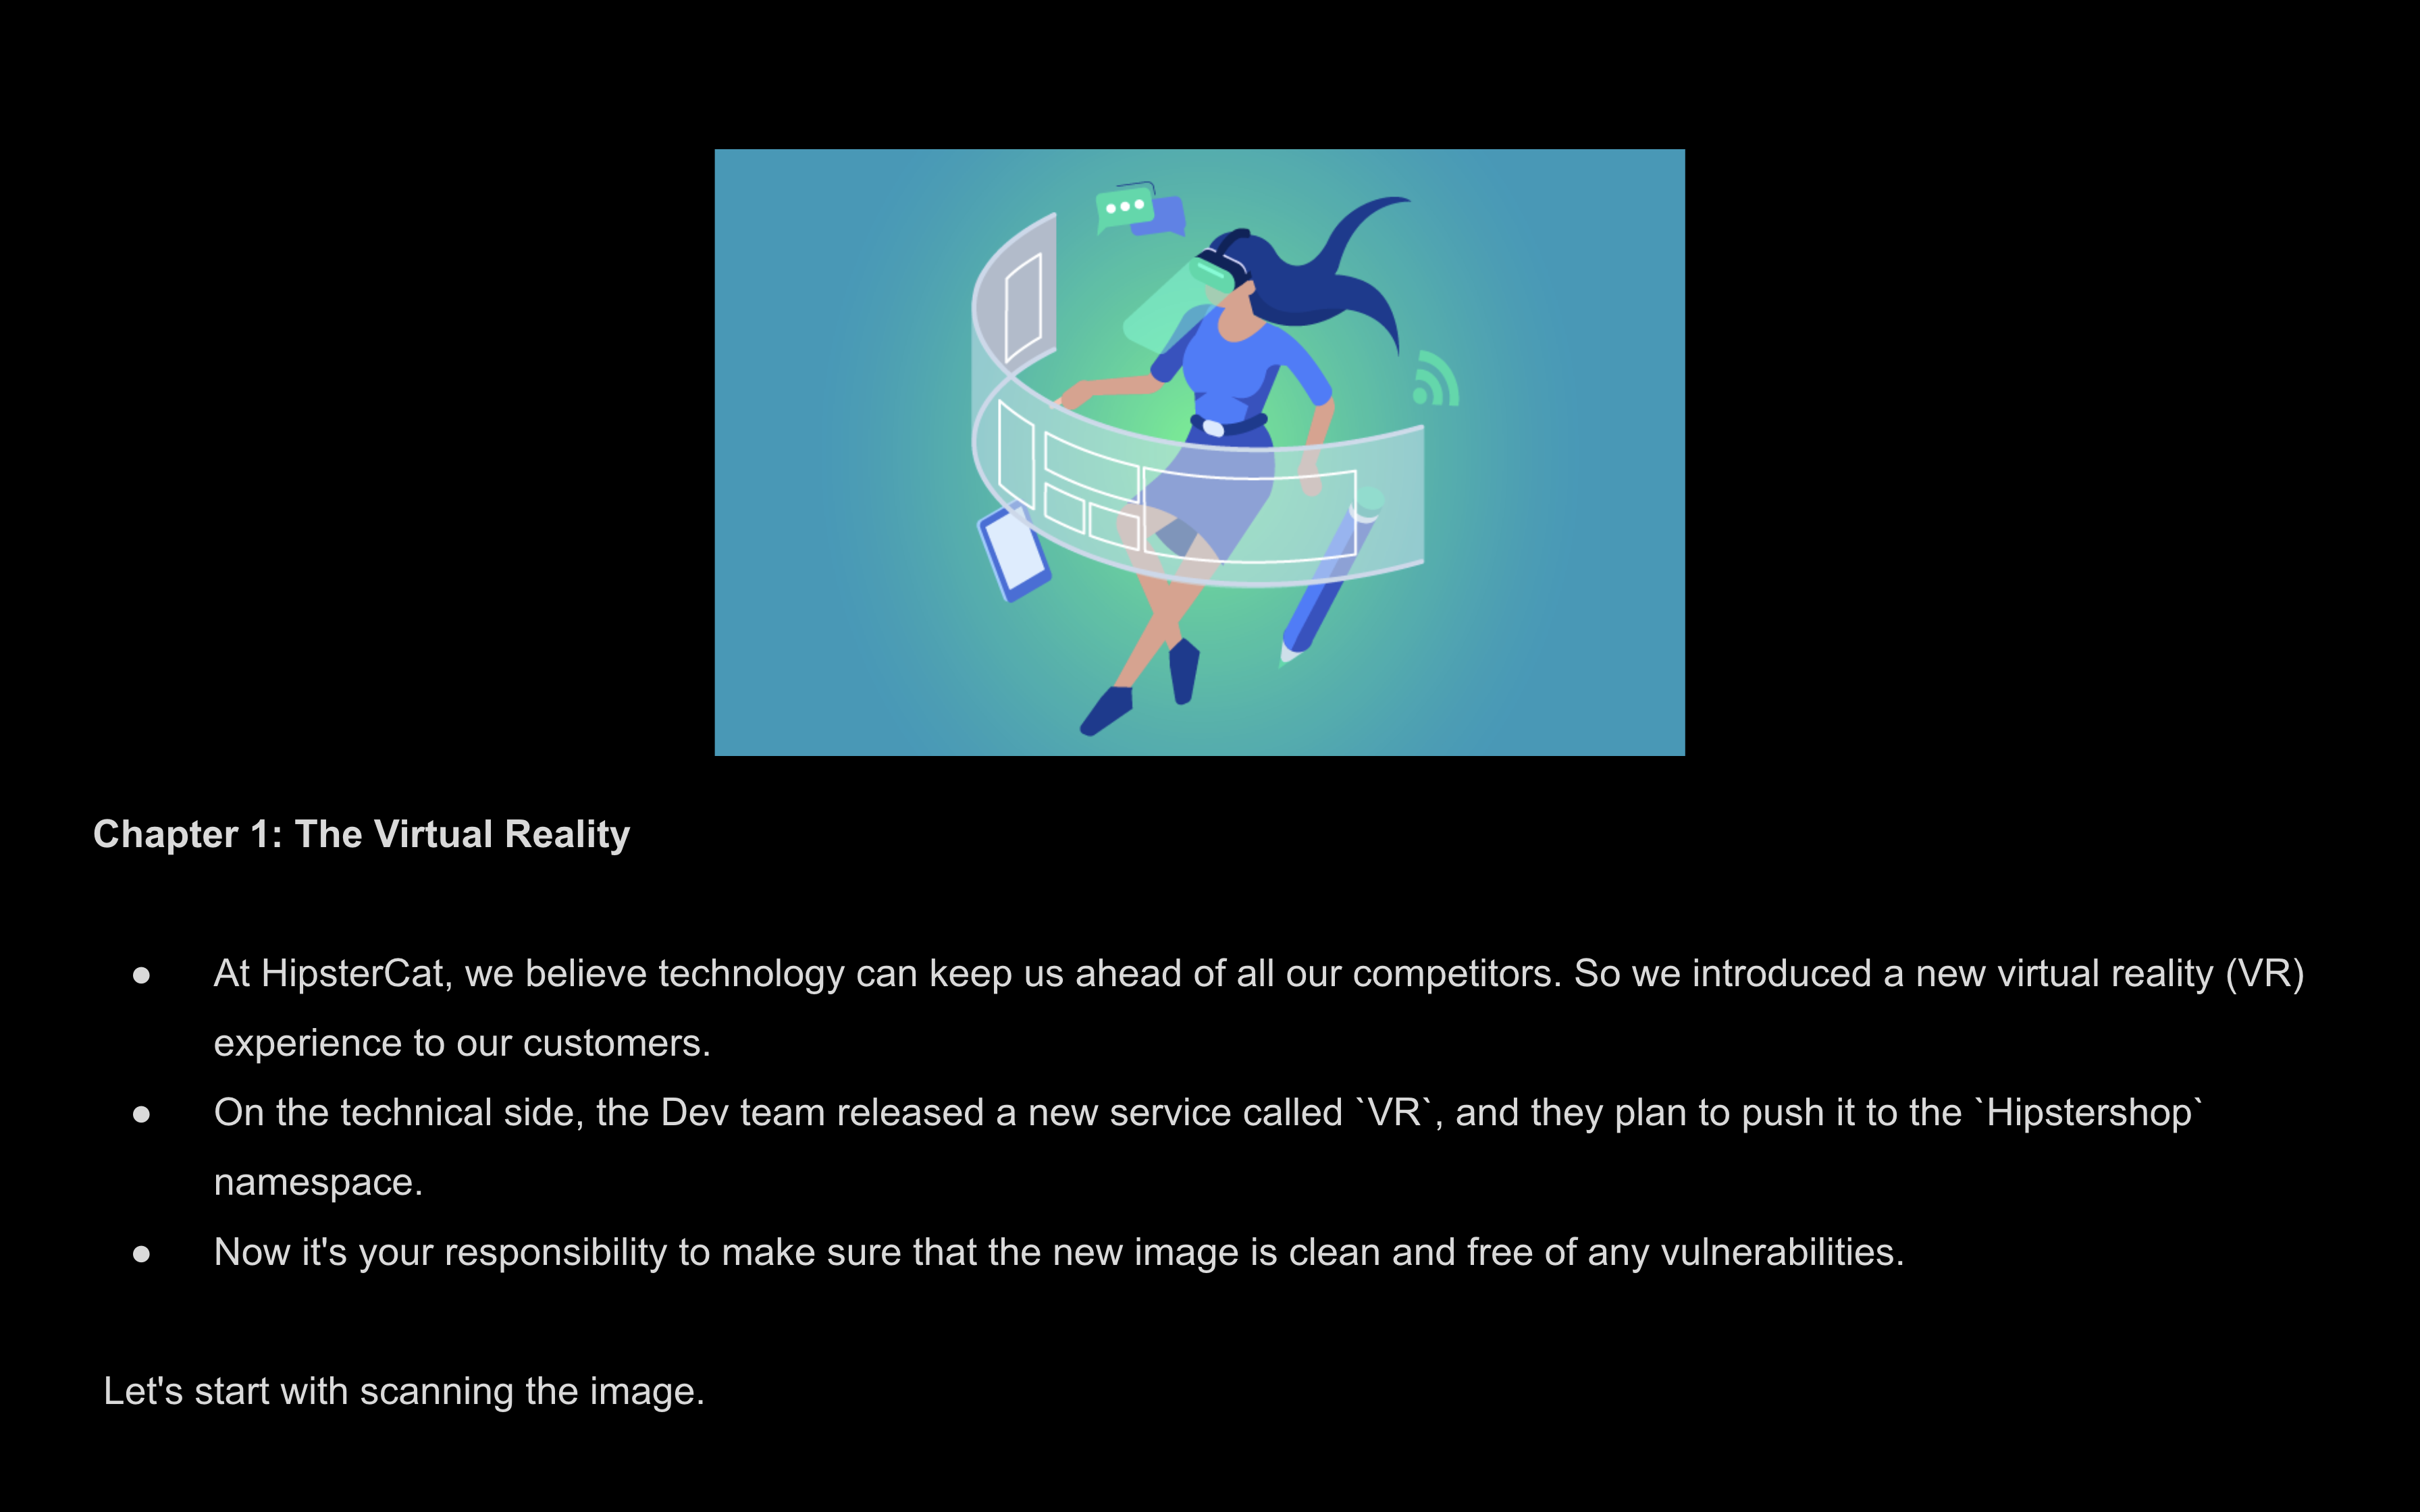 Chapter 1: The Virtual Reality
● At HipsterCat, we believe technology can keep us ahead of all our competitors. So we introduced a new virtual reality (VR)
experience to our customers.
● On the technical side, the Dev team released a new service called `VR`, and they plan to push it to the `Hipstershop`
namespace.
● Now it's your responsibility to make sure that the new image is clean and free of any vulnerabilities.
Let's start with scanning the image.